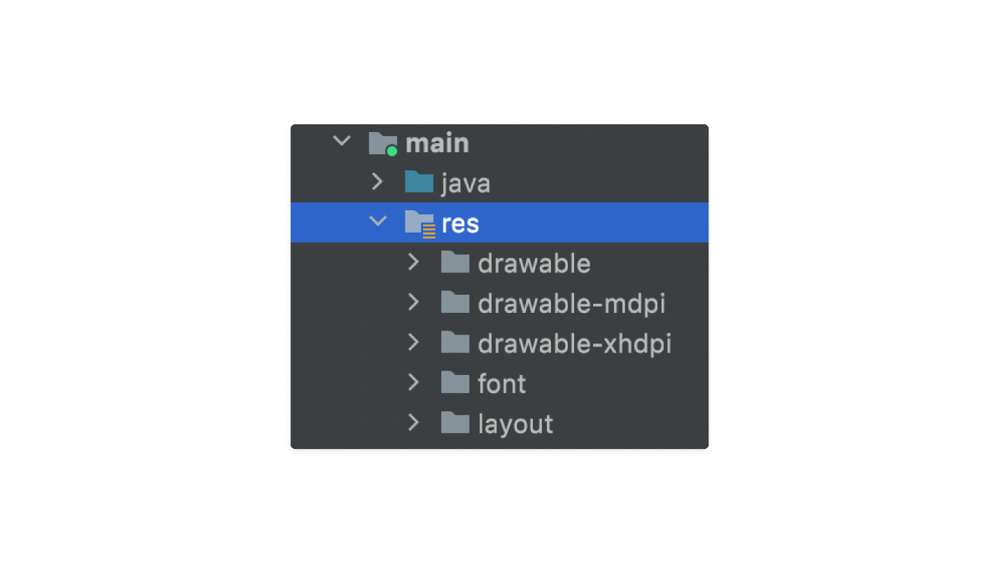 main
java
res
drawable
drawable-mdpi
drawable-xhdpi
font
layout